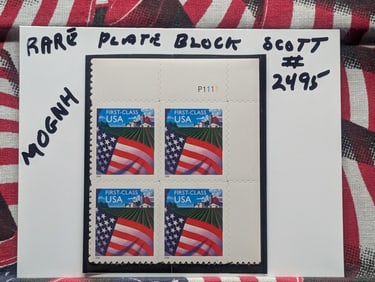 RARE PLATE BLOCK SCOTT
#
2495
MOGNH
P1111
FIRST-CLASS
USA
FIRST-CLASS
USA
FIRST-CLASS
USA
FIRST-CLASS
USA